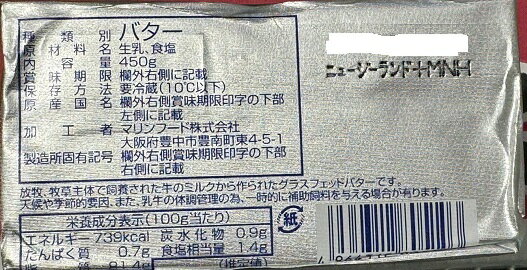 種類別 バター
原材料名 生乳、食塩
内容量 450g
賞味期限 欄外右側に記載
保存方法 要冷蔵(10℃以下)
原産国名 欄外右側賞味期限印字の下部
左側に記載
加工者 マリンフード株式会社
大阪府豊中市豊南町東4-5-1
製造所固有記号 欄外右側賞味期限印字の下部
右側に記載
ニュージーランド+MNH
放牧、牧草主体で飼養された牛のミルクから作られたグラスフェッドバターです。
天候や季節的要因、また、乳牛の体調管理の為、一時的に補助飼料を与える場合が有ります。
栄養成分表示(100g当たり)
エネルギー 739kcal 炭水化物 0.9g
たんぱく質 0.7g 食塩相当量 1.4g
脂質 81.4g (推定値)
紙